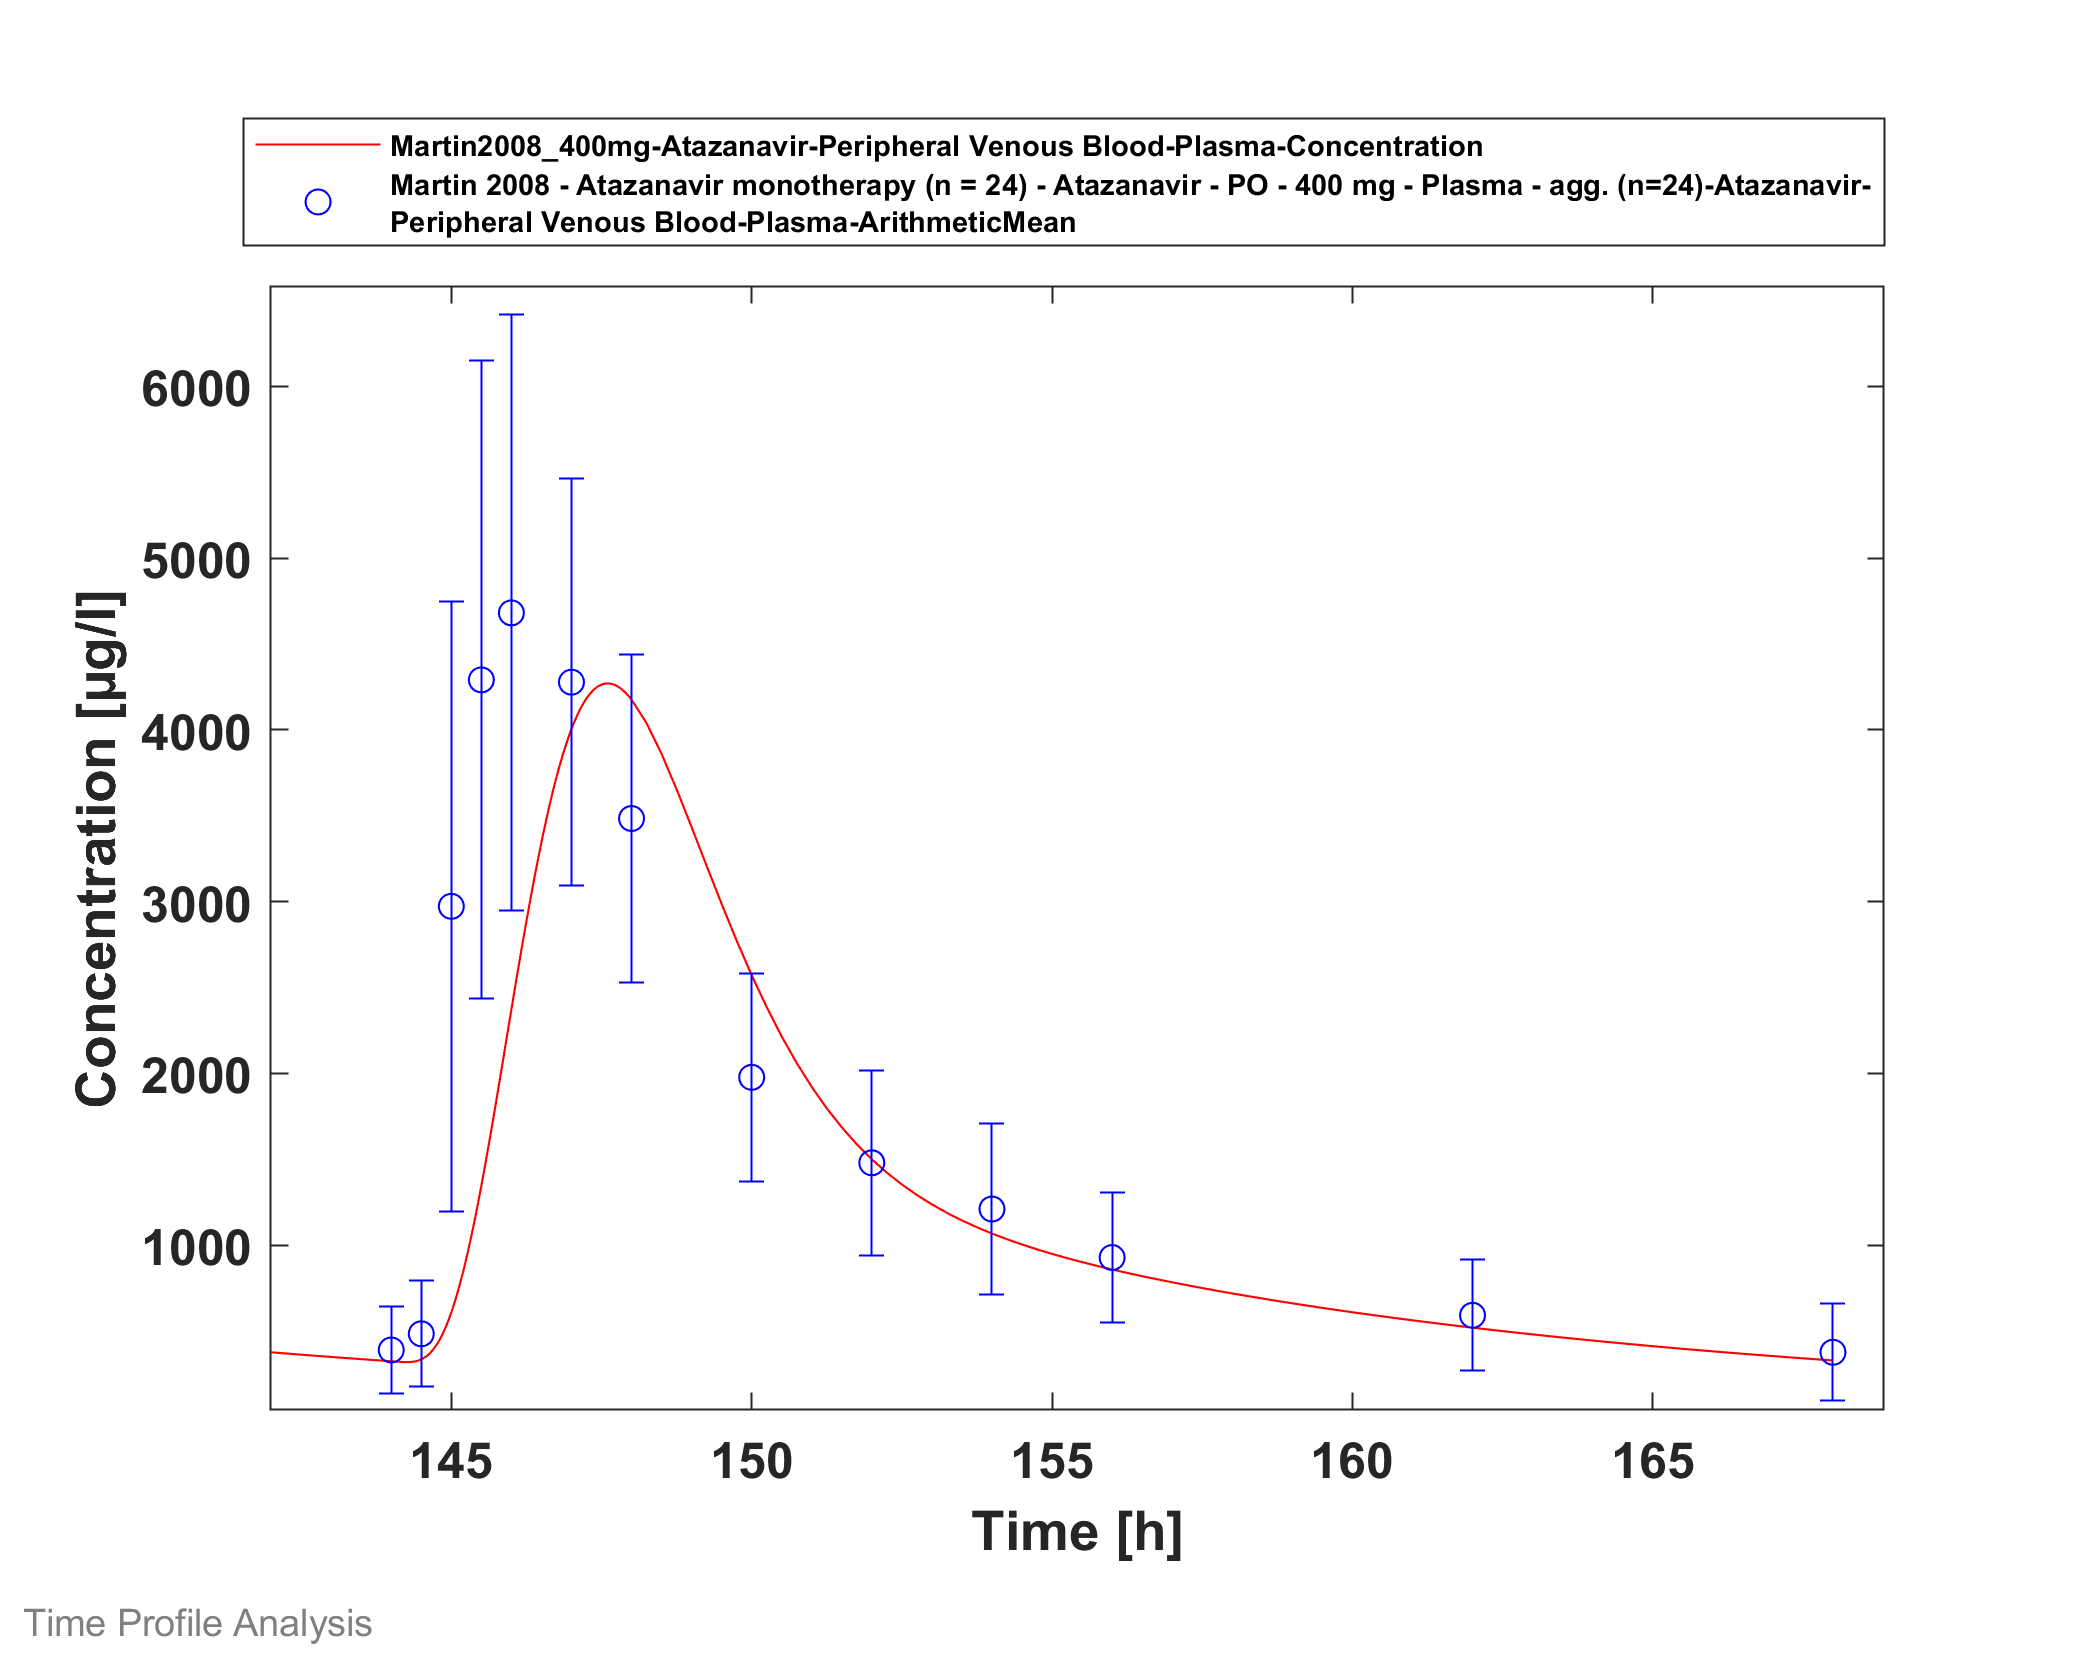 Martin2008_400mg-Atazanavir-Peripheral Venous Blood-Plasma-Concentration
Martin 2008 - Atazanavir monotherapy (n = 24) - Atazanavir - PO - 400 mg - Plasma - agg. (n=24)-Atazanavir-
Peripheral Venous Blood-Plasma-ArithmeticMean
6000
5000
4000
3000
2000
1000
Concentration [µg/l]
145 150 155 160 165
Time [h]
Time Profile Analysis